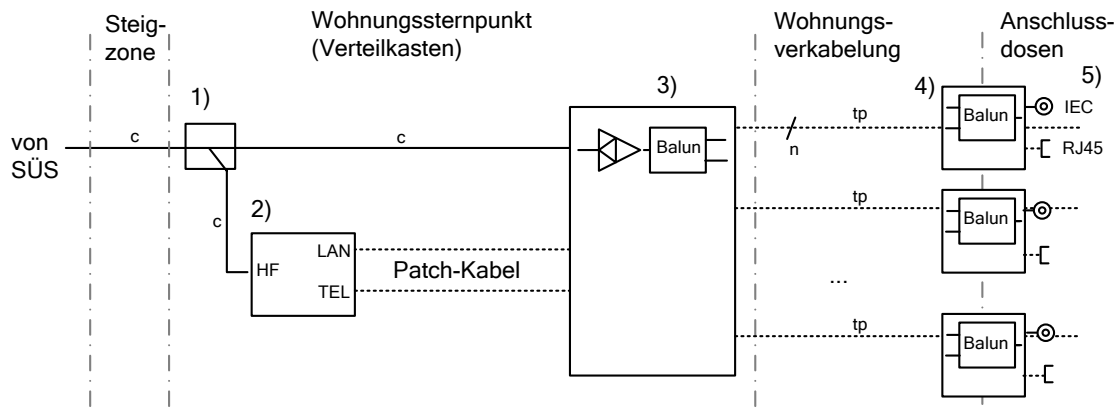 Steig-
zone
Wohnungssternpunkt
(Verteilkasten)
Wohnungs-
verkabelung
Anschluss-
dosen
1)
3)
4)
5)
von
SÜS
c
c
Balun
tp
n
Balun
IEC
RJ45
c
2)
HF
LAN
TEL
Patch-Kabel
tp
Balun
...
tp
Balun